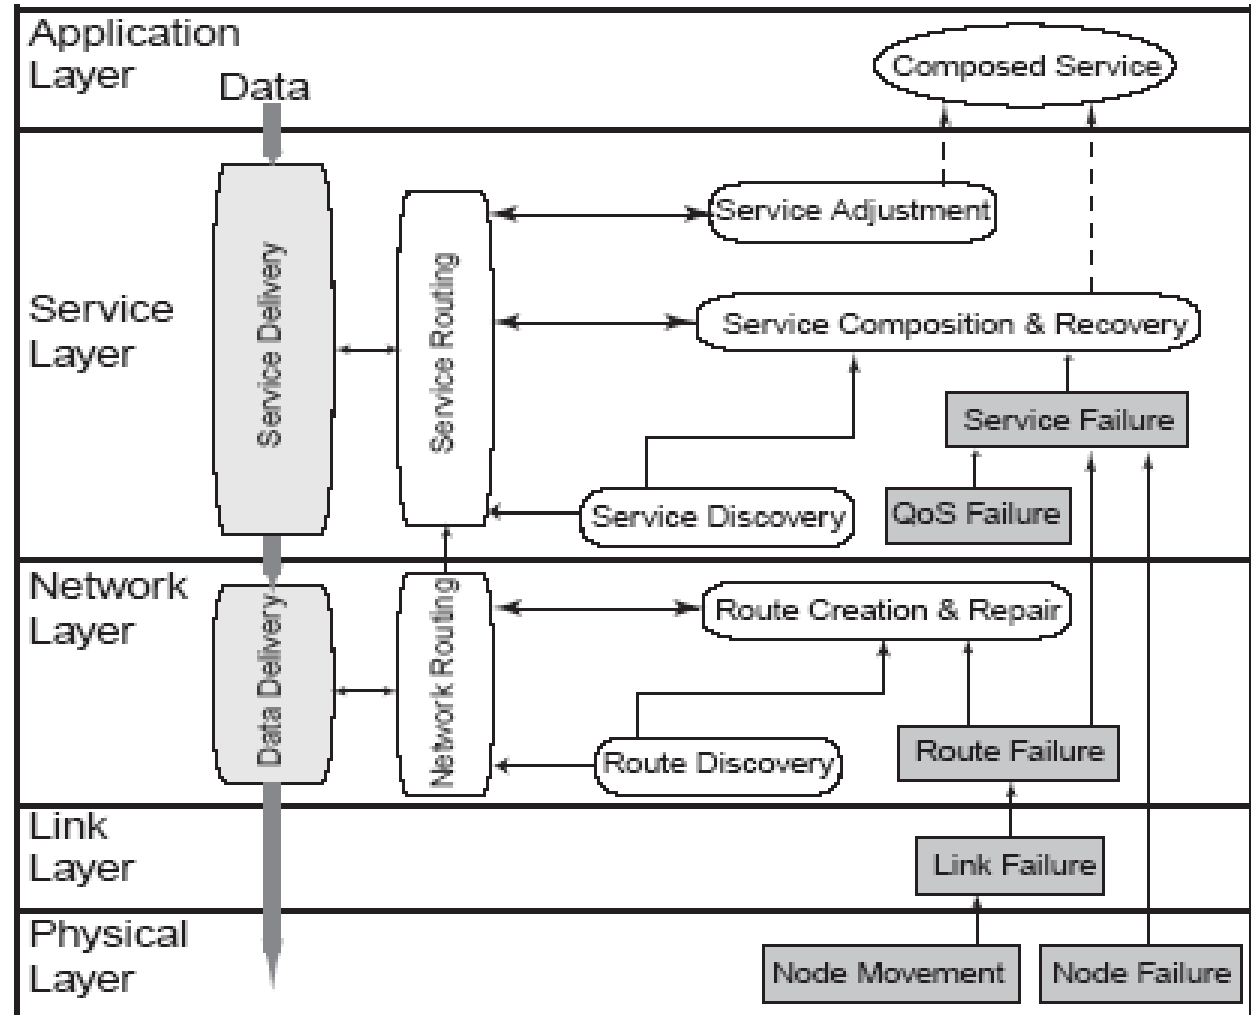 Application
Layer
Data
Composed Service
Service
Layer
Service Delivery
Service Routing
Service Adjustment
Service Composition & Recovery
Service Failure
Service Discovery
QoS Failure
Network
Layer
Data Delivery
Network Routing
Route Creation & Repair
Route Discovery
Route Failure
Link
Layer
Link Failure
Physical
Layer
Node Movement
Node Failure